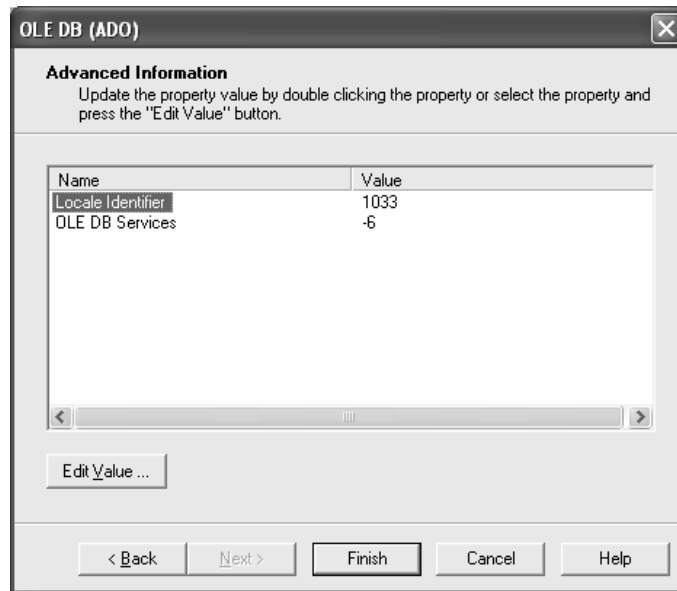 OLE DB (ADO)
Advanced Information
Update the property value by double clicking the property or select the property and
press the "Edit Value" button.
Name Value
Locale Identifier 1033
OLE DB Services -6
Edit Value ...
< Back Next > Finish Cancel Help